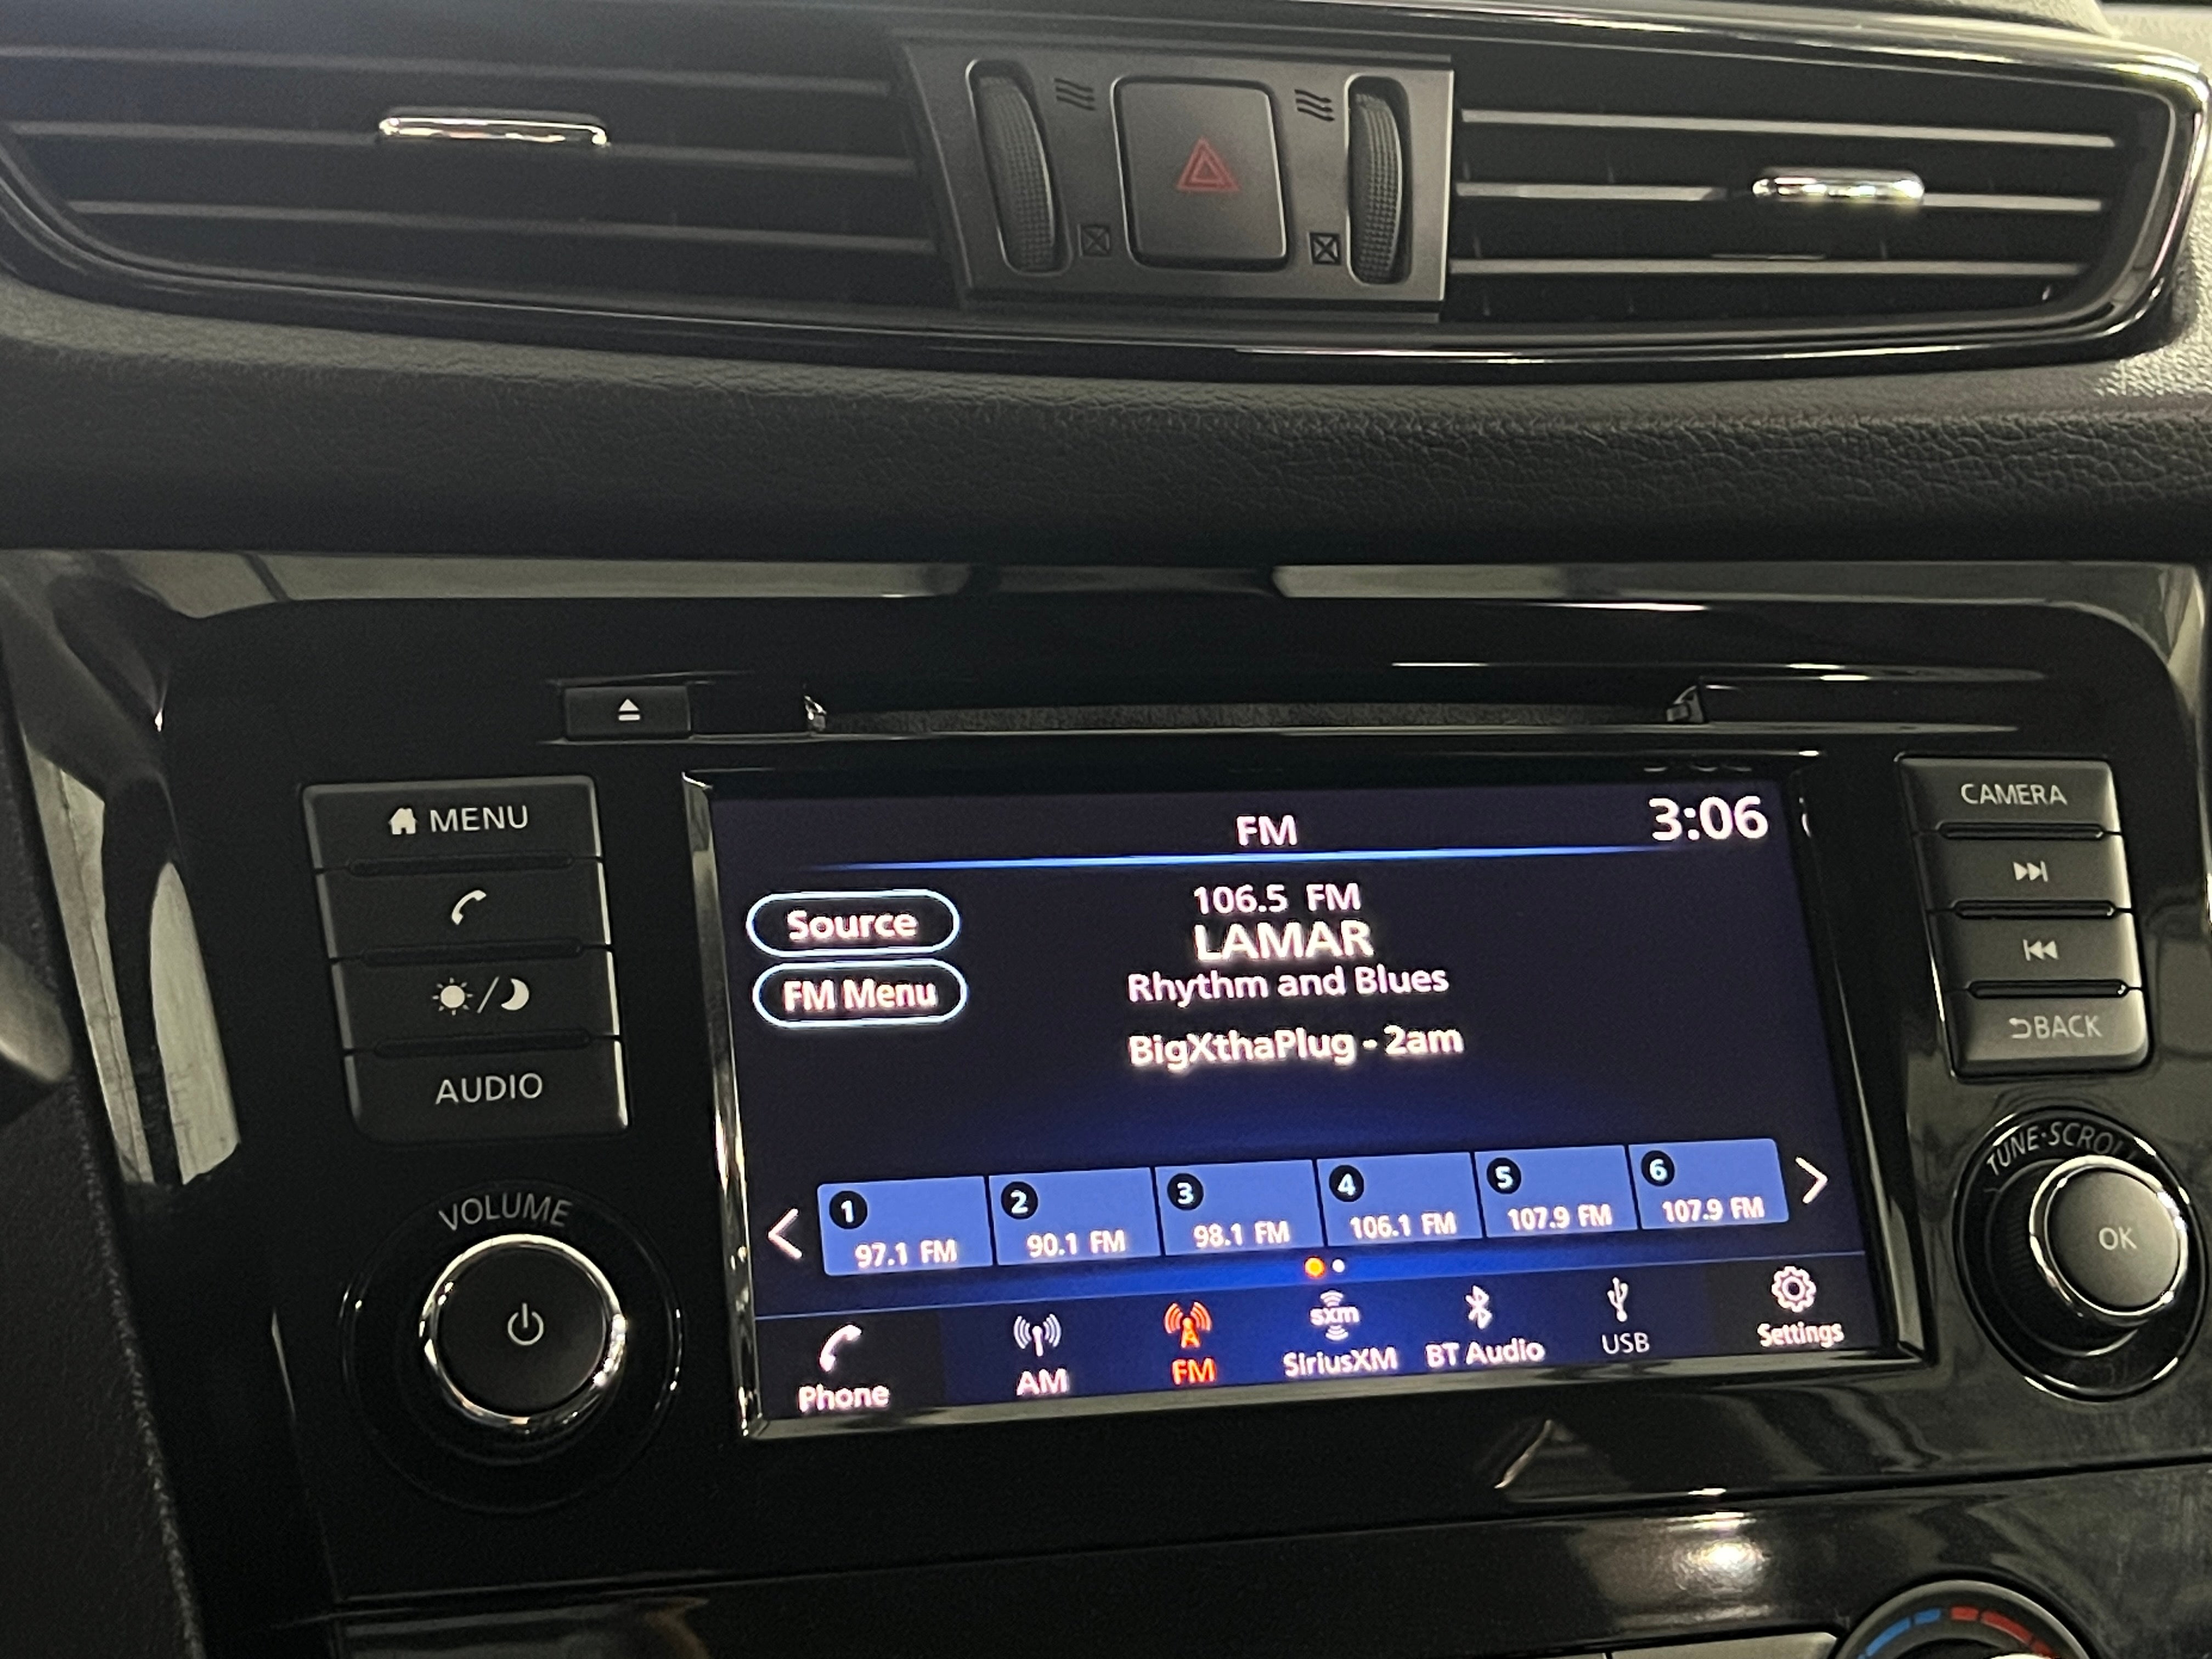 MENU
AUDIO
VOLUME
FM
3:06
Source
FM Menu
106.5 FM
LAMAR
Rhythm and Blues
BigXthaPlug - 2am
1
97.1 FM
2
90.1 FM
3
98.1 FM
4
106.1 FM
5
107.9 FM
6
107.9 FM
Phone
AM
A
FM
sxm
SiriusXM
BT Audio
USB
Settings
CAMERA
BACK
TUNE·SCROLL
OK